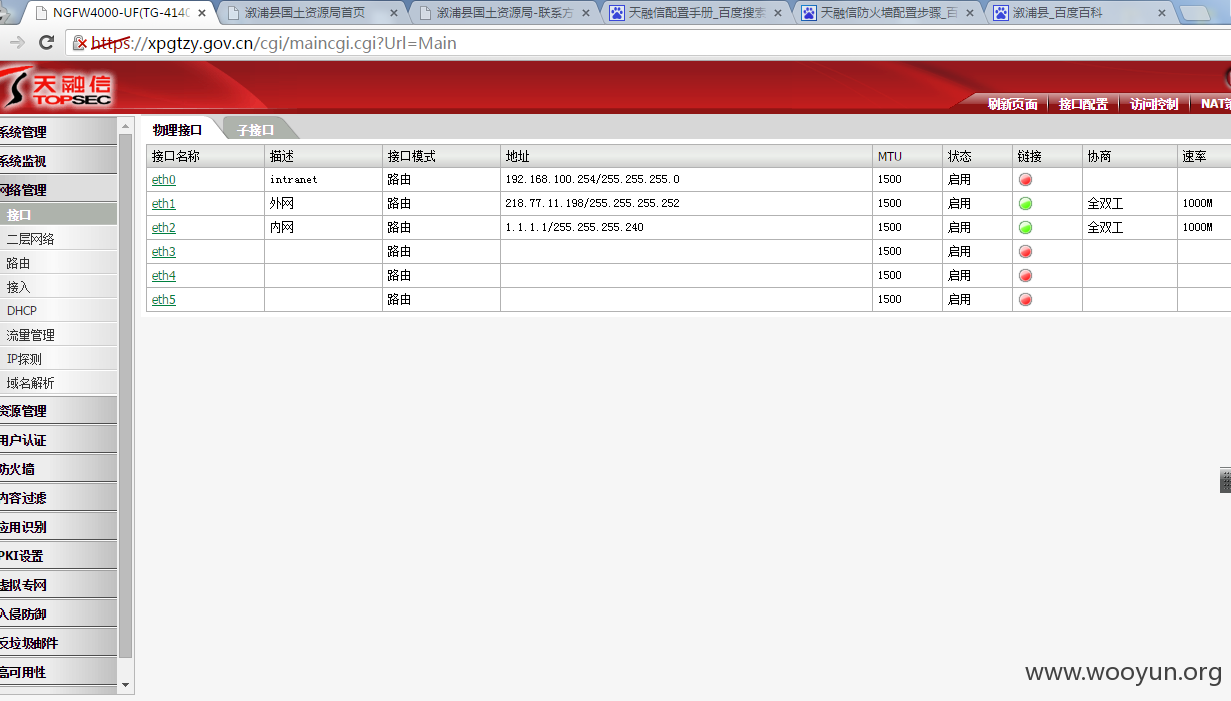 NGFW4000-UF(TG-414C 溆浦县国土资源局首页 溆浦县国土资源局-联系方 天融信配置手册_百度搜索 天融信防火墙配置步骤_百 溆浦县_百度百科
https://xpgtzy.gov.cn/cgi/maincgi.cgi?Url=Main
天融信
TOPSEC
刷新页面 接口配置 访问控制 NAT策
系统管理
系统监视
网络管理
接口
二层网络
路由
接入
DHCP
流量管理
IP探测
域名解析
资源管理
用户认证
防火墙
内容过滤
应用识别
PKI设置
虚拟专网
入侵防御
反垃圾邮件
高可用性
物理接口 子接口
接口名称 描述 接口模式 地址 MTU 状态 链接 协商 速率
eth0 intranet 路由 192.168.100.254/255.255.255.0 1500 启用
eth1 外网 路由 218.77.11.198/255.255.255.252 1500 启用 全双工 1000M
eth2 内网 路由 1.1.1.1/255.255.255.240 1500 启用 全双工 1000M
eth3 路由 1500 启用
eth4 路由 1500 启用
eth5 路由 1500 启用
www.wooyun.org